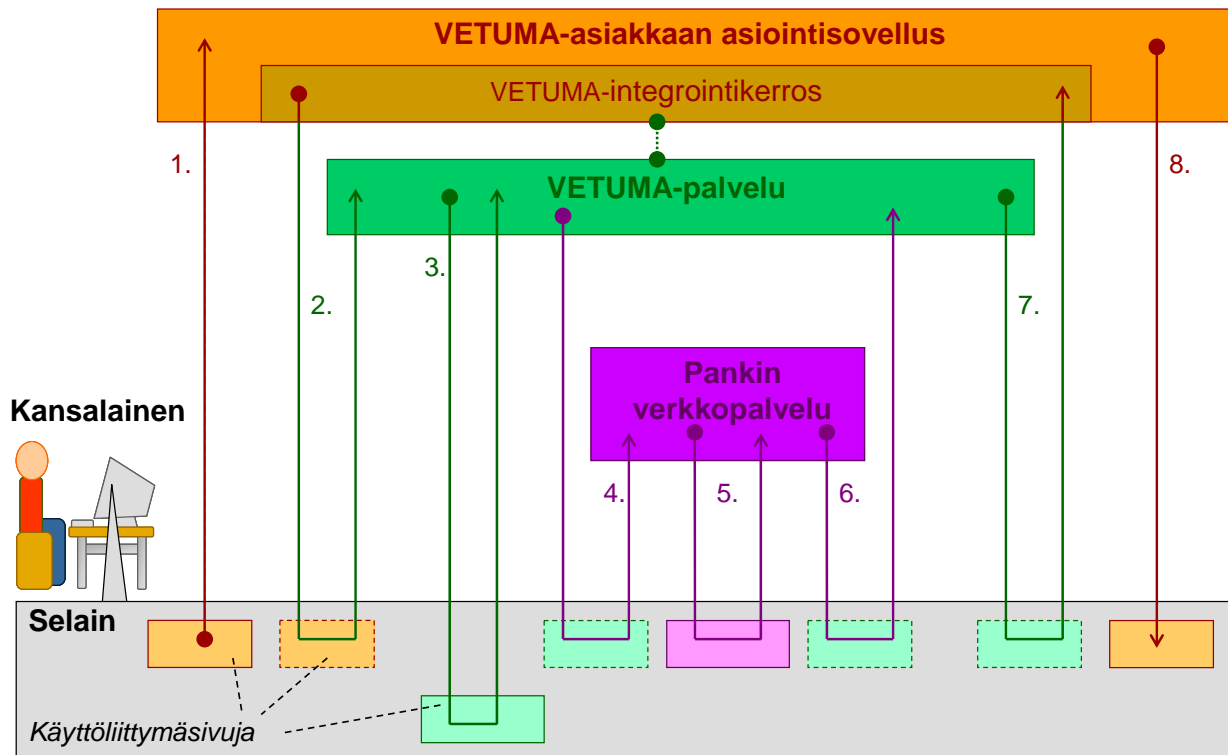 VETUMA-asiakkaan asiointisovellus
VETUMA-integrointikerros
1.
8.
VETUMA-palvelu
3.
2.
7.
Pankin
verkkopalvelu
Kansalainen
4.
5.
6.
Selain
Käyttöliittymäsivuja